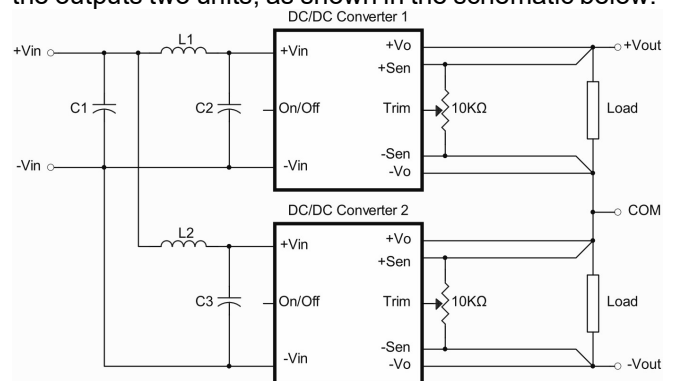 the outputs two units, as shown in the schematic below.
DC/DC Converter 1
+Vin
L1
+Vin
+Vo
+Vout
+Sen
C1
C2
On/Off
Trim
10KΩ
Load
-Vin
-Vin
-Sen
-Vo
COM
DC/DC Converter 2
L2
+Vin
+Vo
+Sen
C3
On/Off
Trim
10KΩ
Load
-Vin
-Sen
-Vo
-Vout